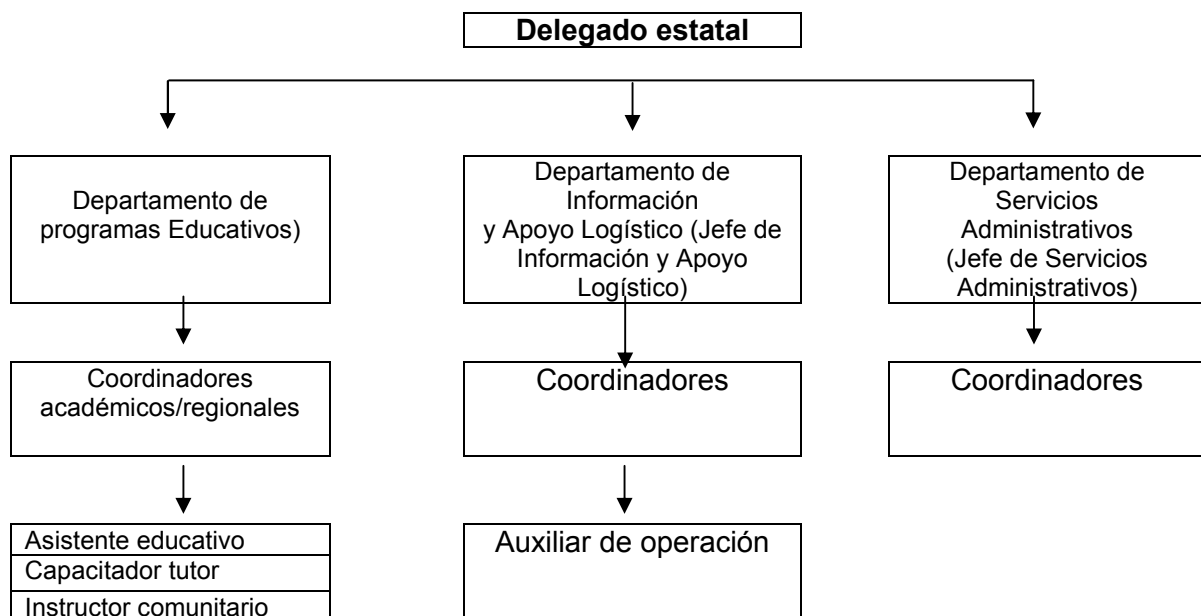 Delegado estatal
Departamento de
programas Educativos)
Departamento de
Información
y Apoyo Logístico (Jefe de
Información y Apoyo
Logístico)
Departamento de
Servicios
Administrativos
(Jefe de Servicios
Administrativos)
Coordinadores
académicos/regionales
Coordinadores
Coordinadores
Asistente educativo
Capacitador tutor
Instructor comunitario
Auxiliar de operación